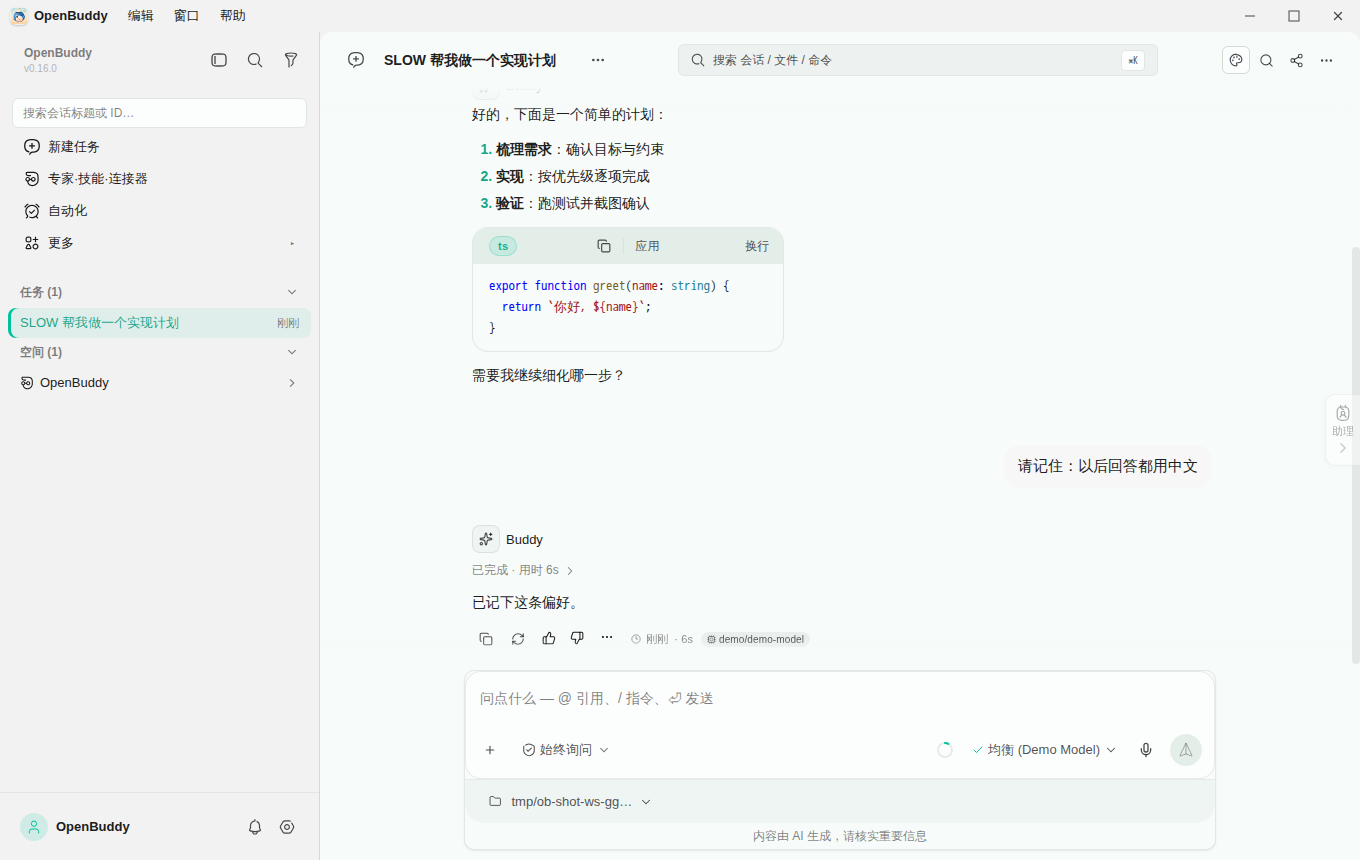 OpenBuddy 编辑 窗口 帮助
OpenBuddy
v0.16.0
搜索会话标题或 ID…
新建任务
专家·技能·连接器
自动化
更多
任务 (1)
SLOW 帮我做一个实现计划 刚刚
空间 (1)
OpenBuddy
OpenBuddy
SLOW 帮我做一个实现计划
搜索 会话 / 文件 / 命令 ⌘K
好的，下面是一个简单的计划：
1. 梳理需求：确认目标与约束
2. 实现：按优先级逐项完成
3. 验证：跑测试并截图确认
ts 应用 换行
export function greet(name: string) {
return `你好, ${name}`;
}
需要我继续细化哪一步？
请记住：以后回答都用中文
Buddy
已完成 · 用时 6s
已记下这条偏好。
刚刚 · 6s demo/demo-model
问点什么 — @ 引用、/ 指令、⏎ 发送
始终询问 均衡 (Demo Model)
tmp/ob-shot-ws-gg…
内容由 AI 生成，请核实重要信息
助理